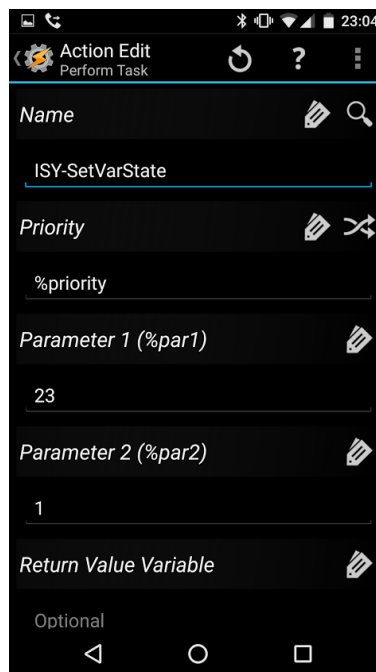 23:04
Action Edit
Perform Task
?
Name
ISY-SetVarState
Priority
%priority
Parameter 1 (%par1)
23
Parameter 2 (%par2)
1
Return Value Variable
Optional